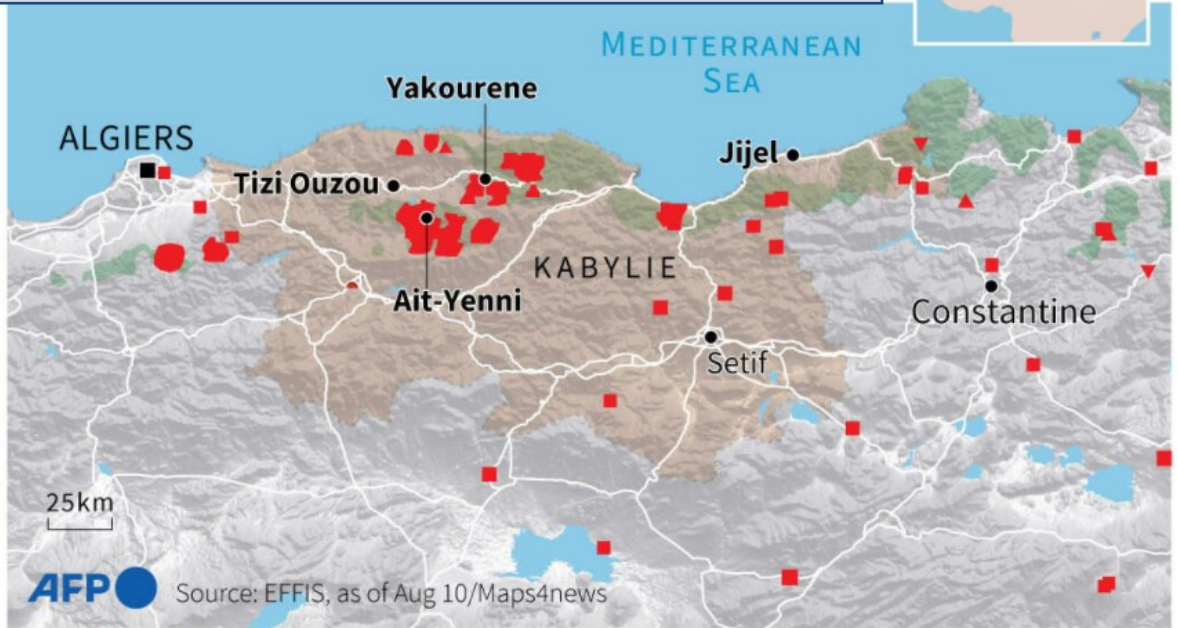 MEDITERRANEAN
SEA
Yakourene
ALGIERS
Jijel
Tizi Ouzou
KABYLIE
Ait-Yenni
Constantine
Setif
25km
AFP Source: EFFIS, as of Aug 10/Maps4news